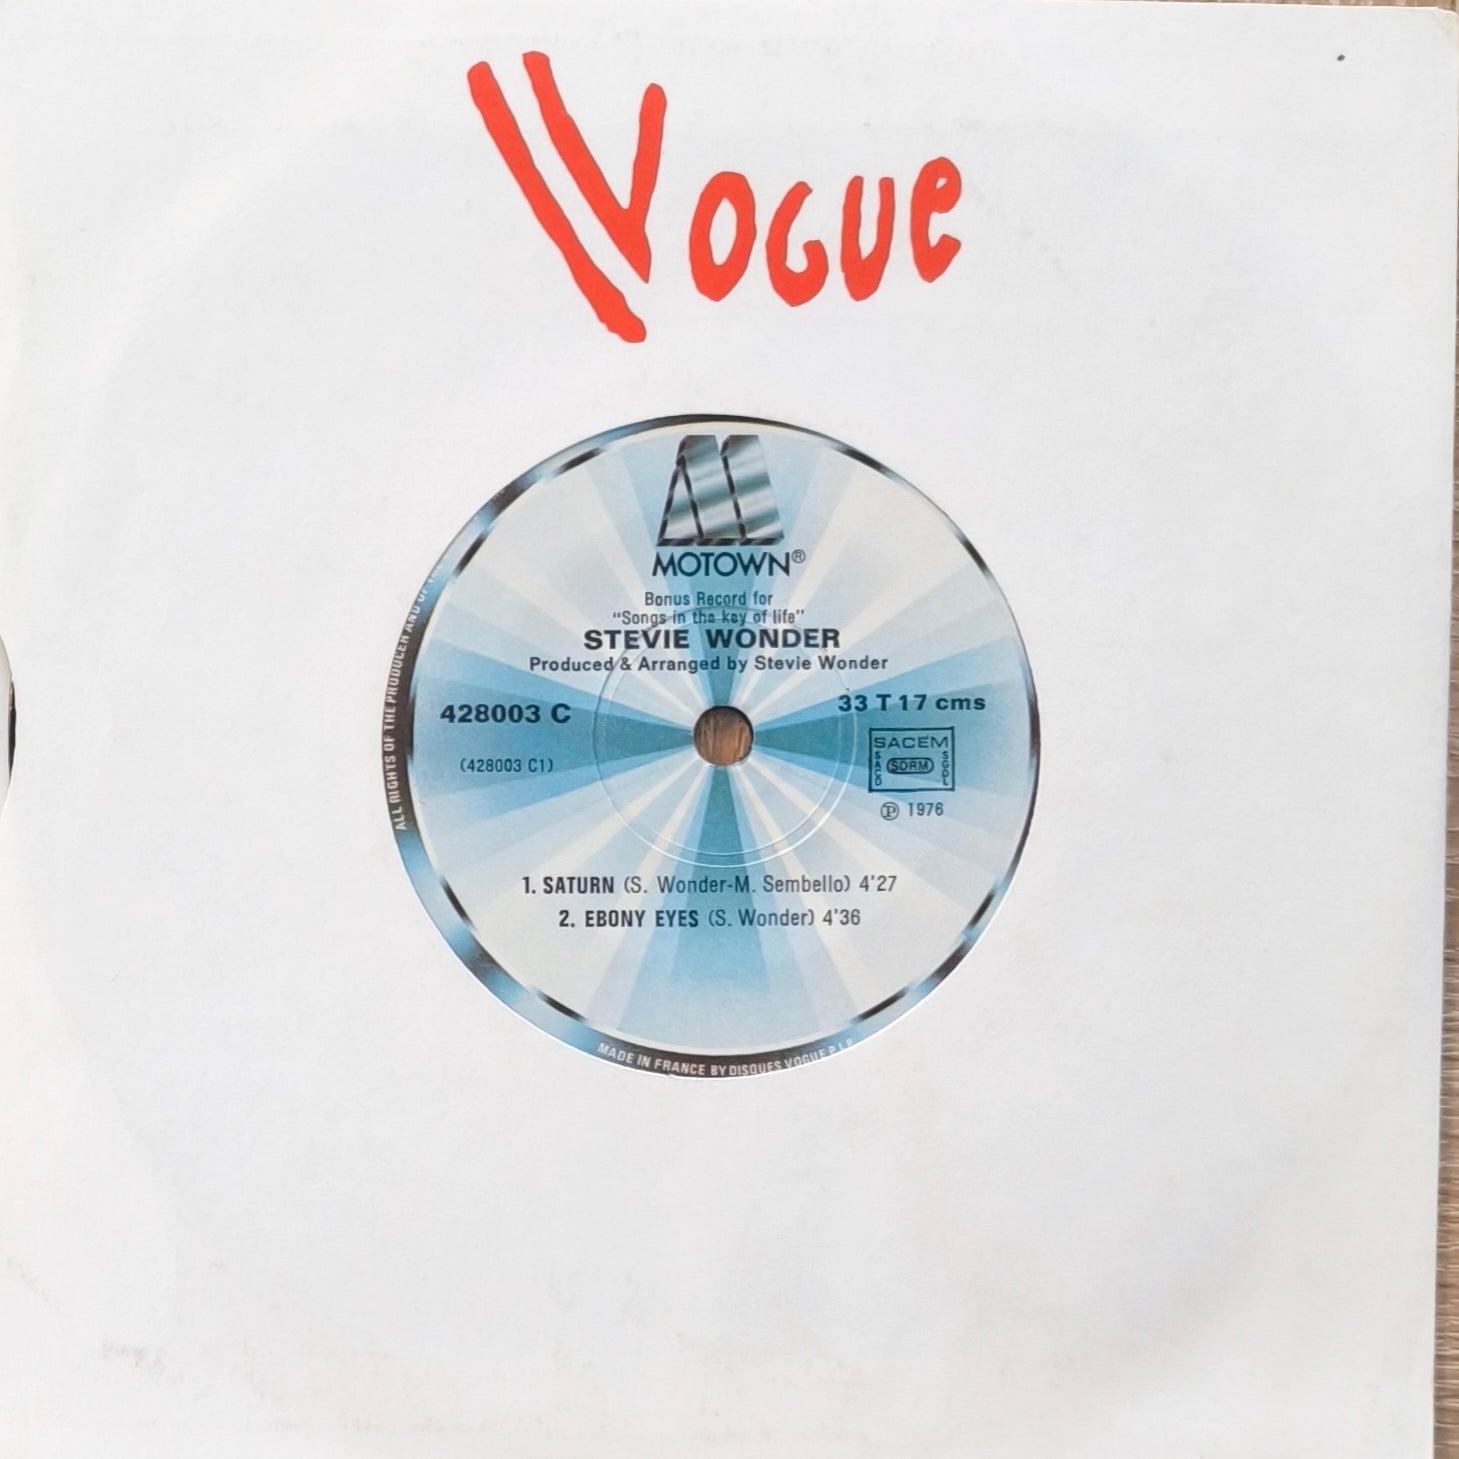 Vogue
MOTOWN®
Bonus Record for
"Songs in the key of life"
STEVIE WONDER
Produced & Arranged by Stevie Wonder
428003 C
33 T 17 cms
(428003 C1)
SACEM
SACD
SDRM
SGDL
℗ 1976
1. SATURN (S. Wonder-M. Sembello) 4'27
2. EBONY EYES (S. Wonder) 4'36
ALL RIGHTS OF THE PRODUCER AND OF
MADE IN FRANCE BY DISQUES VOGUE P.I.P.